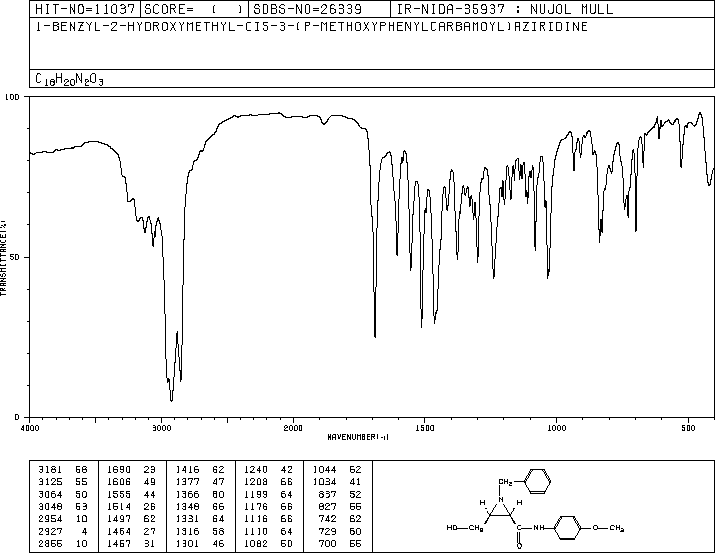 HIT-NO=11037 SCORE= ( ) SDBS-NO=26339 IR-NIDA-35937 : NUJOL MULL
1-BENZYL-2-HYDROXYMETHYL-CIS-3-(P-METHOXYPHENYLCARBAMOYL)AZIRIDINE
C18H20N2O3
100
50
0
TRANSMITTANCE(%)
4000 3000 2000 1500 1000 500
WAVENUMBER(-1)
3181 68 1690 23 1416 62 1240 42 1044 52
3125 55 1606 49 1377 47 1208 66 1034 41
3064 50 1555 44 1366 80 1199 64 837 52
3048 53 1514 26 1348 66 1176 66 827 55
2954 10 1497 62 1331 64 1116 66 742 62
2927 4 1464 27 1316 58 1110 64 729 60
2855 10 1457 31 1301 46 1082 50 700 55
CH2
N
H H
HO-CH2 C-NH O-CH3
O